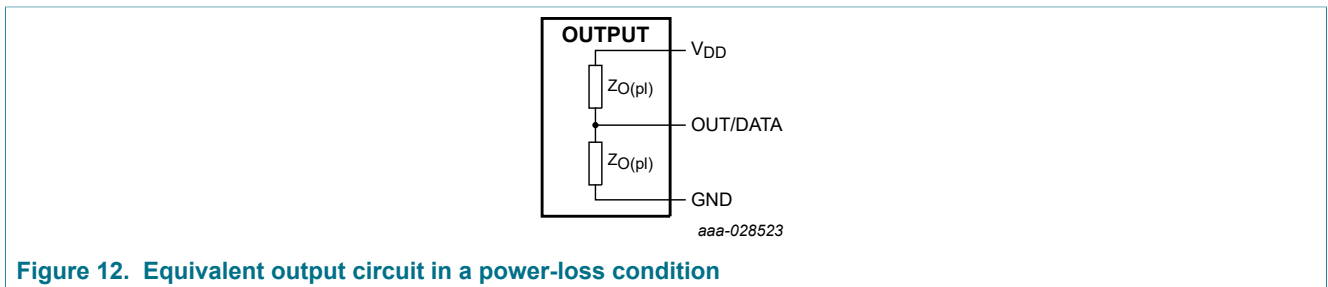 OUTPUT
VDD
ZO(pl)
OUT/DATA
ZO(pl)
GND
aaa-028523
Figure 12. Equivalent output circuit in a power-loss condition